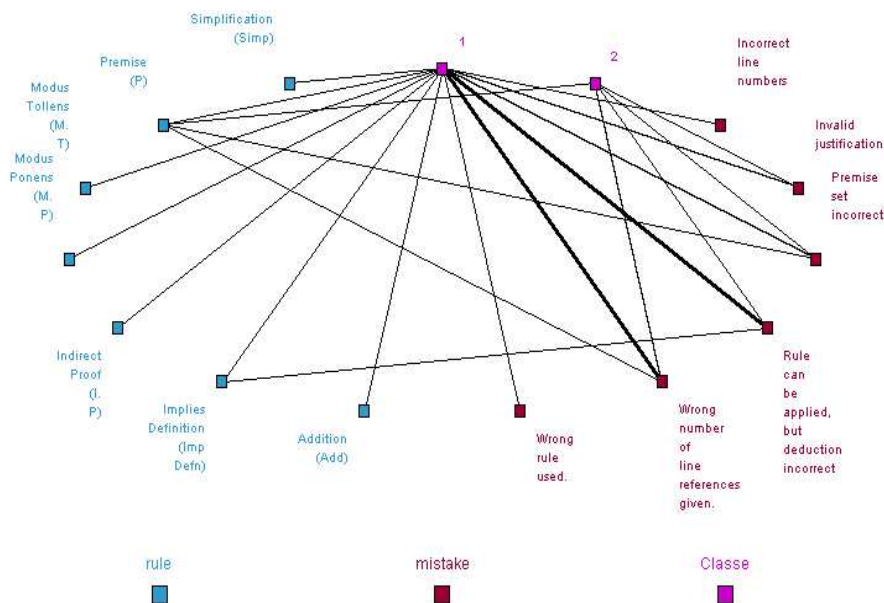 Simplification
(Simp)
1
2
Incorrect
line
numbers
Premise
(P)
Modus
Tollens
(M.
T)
Invalid
justification
Modus
Ponens
(M.
P)
Premise
set
incorrect
Indirect
Proof
(I.
P)
Implies
Definition
(Imp
Defn)
Addition
(Add)
Wrong
rule
used.
Wrong
number
of
line
references
given.
Rule
can
be
applied,
but
deduction
incorrect
rule
mistake
Classe